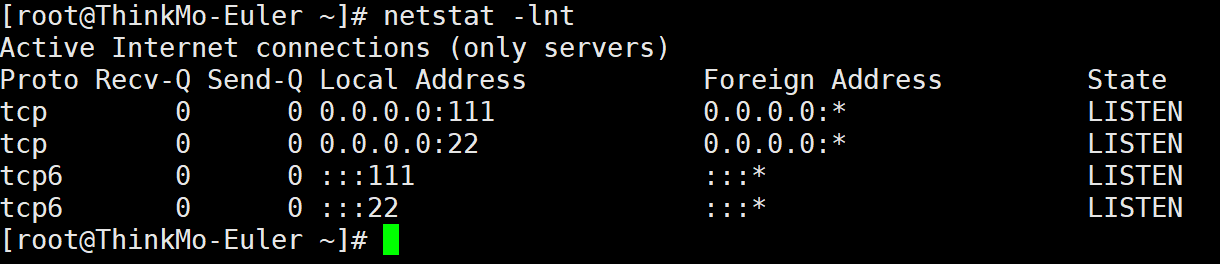 [root@ThinkMo-Euler ~]# netstat -lnt
Active Internet connections (only servers)
Proto Recv-Q Send-Q Local Address           Foreign Address         State
tcp        0      0 0.0.0.0:111             0.0.0.0:*               LISTEN
tcp        0      0 0.0.0.0:22              0.0.0.0:*               LISTEN
tcp6       0      0 :::111                  :::*                    LISTEN
tcp6       0      0 :::22                   :::*                    LISTEN
[root@ThinkMo-Euler ~]#